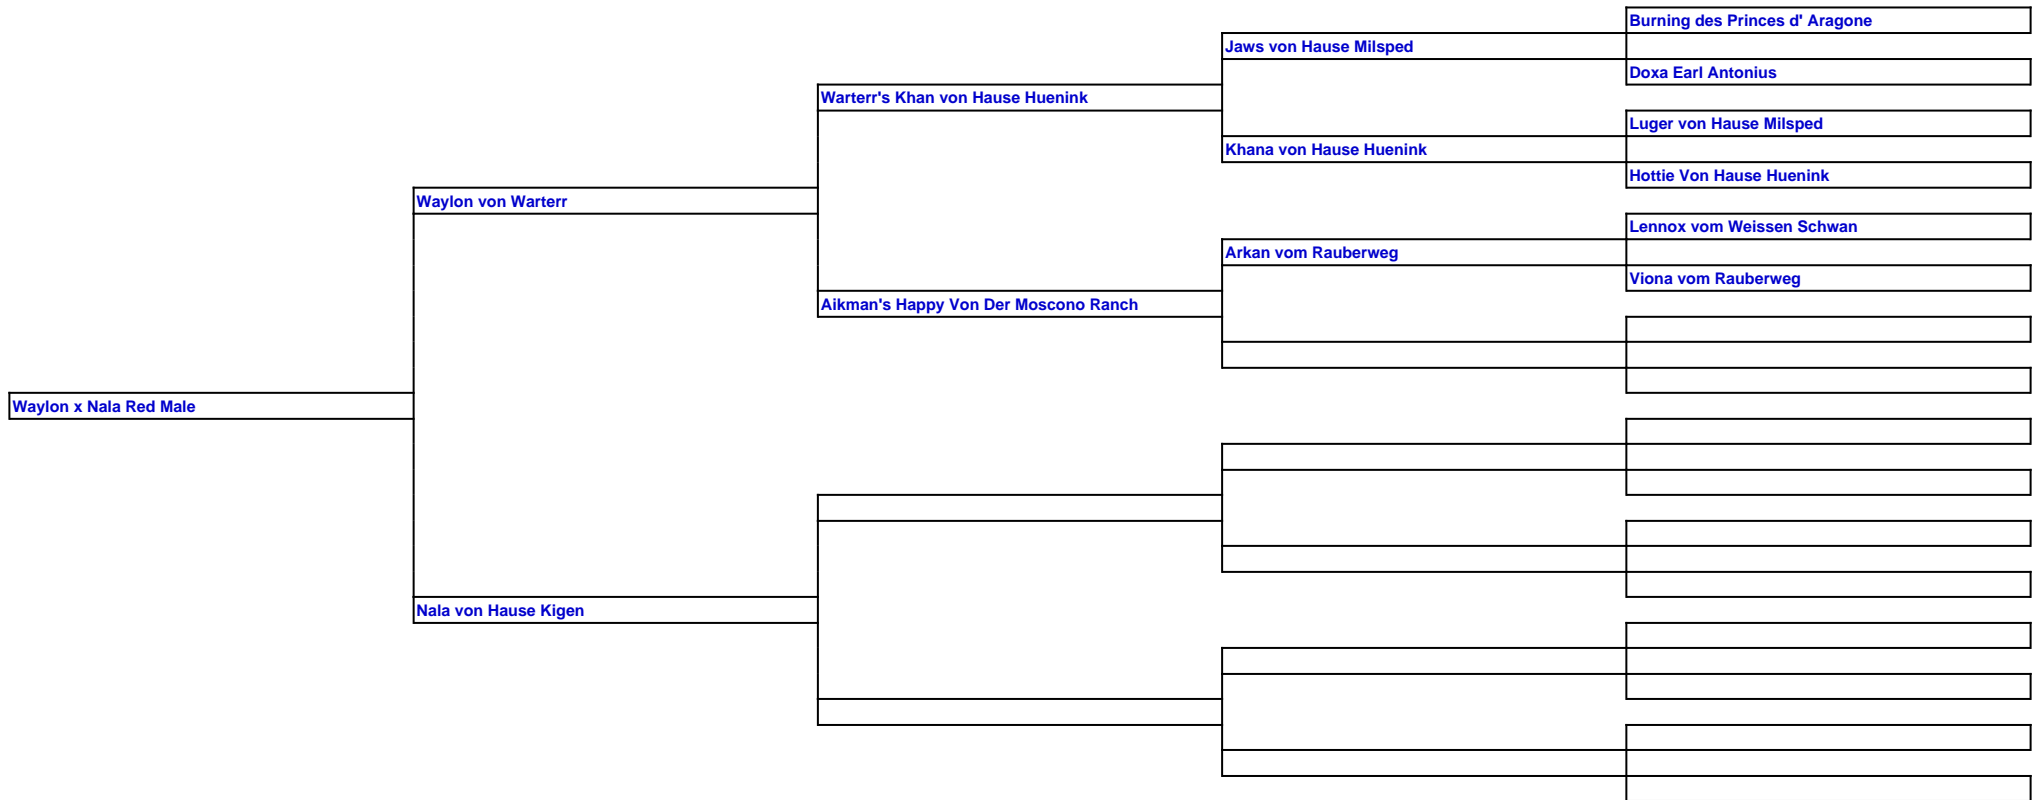 Burning des Princes d' Aragone
Jaws von Hause Milsped
Doxa Earl Antonius
Warterr's Khan von Hause Huenink
Luger von Hause Milsped
Khana von Hause Huenink
Hottie Von Hause Huenink
Waylon von Warterr
Lennox vom Weissen Schwan
Arkan vom Rauberweg
Viona vom Rauberweg
Aikman's Happy Von Der Moscono Ranch
Waylon x Nala Red Male
Nala von Hause Kigen